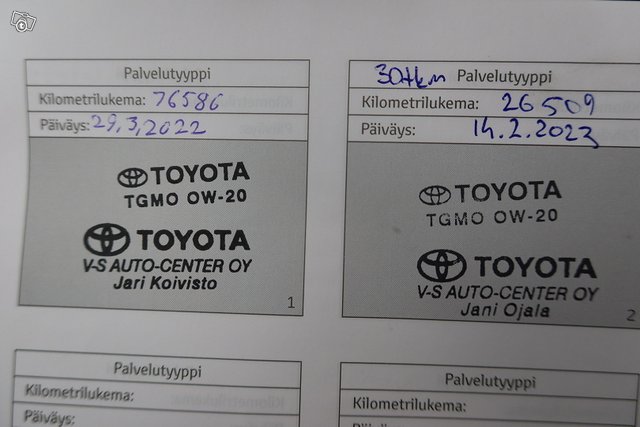 Palvelutyyppi
Kilometrilukema: 76586
Päiväys: 29.3.2022
TOYOTA
TGMO 0W-20
TOYOTA
V-S AUTO-CENTER OY
Jari Koivisto
1
30tkm Palvelutyyppi
Kilometrilukema: 26509
Päiväys: 14.2.2023
TOYOTA
TGMO 0W-20
TOYOTA
V-S AUTO-CENTER OY
Jani Ojala
2
Palvelutyyppi
Kilometrilukema:
Päiväys:
Palvelutyyppi
Kilometrilukema: